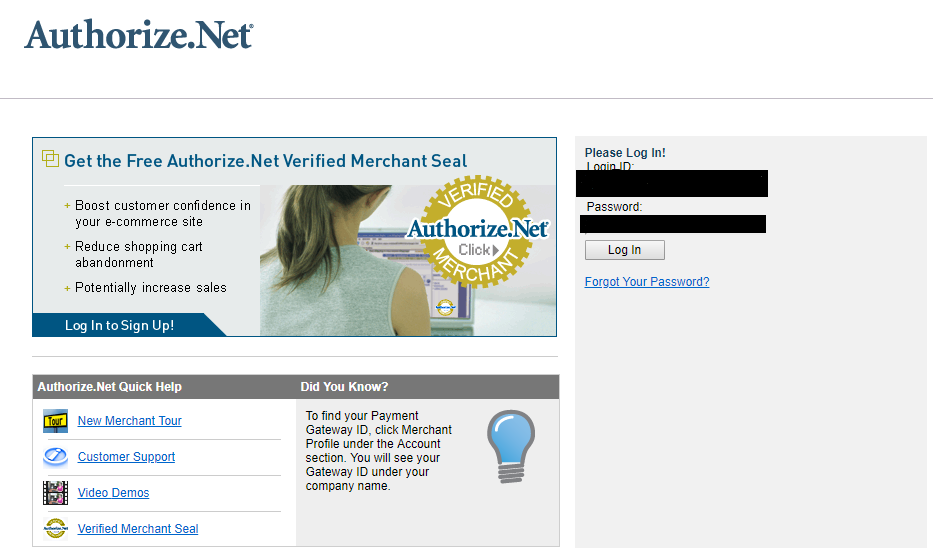 Authorize.Net®
Get the Free Authorize.Net Verified Merchant Seal
+ Boost customer confidence in
your e-commerce site
+ Reduce shopping cart
abandonment
+ Potentially increase sales
Log In to Sign Up!
VERIFIED
Authorize.Net
Click
MERCHANT
Authorize.Net
Please Log In!
Login ID:
Password:
Log In
Forgot Your Password?
Authorize.Net Quick Help
Tour
New Merchant Tour
Customer Support
Video Demos
Authorize.Net
Verified Merchant Seal
Did You Know?
To find your Payment
Gateway ID, click Merchant
Profile under the Account
section. You will see your
Gateway ID under your
company name.